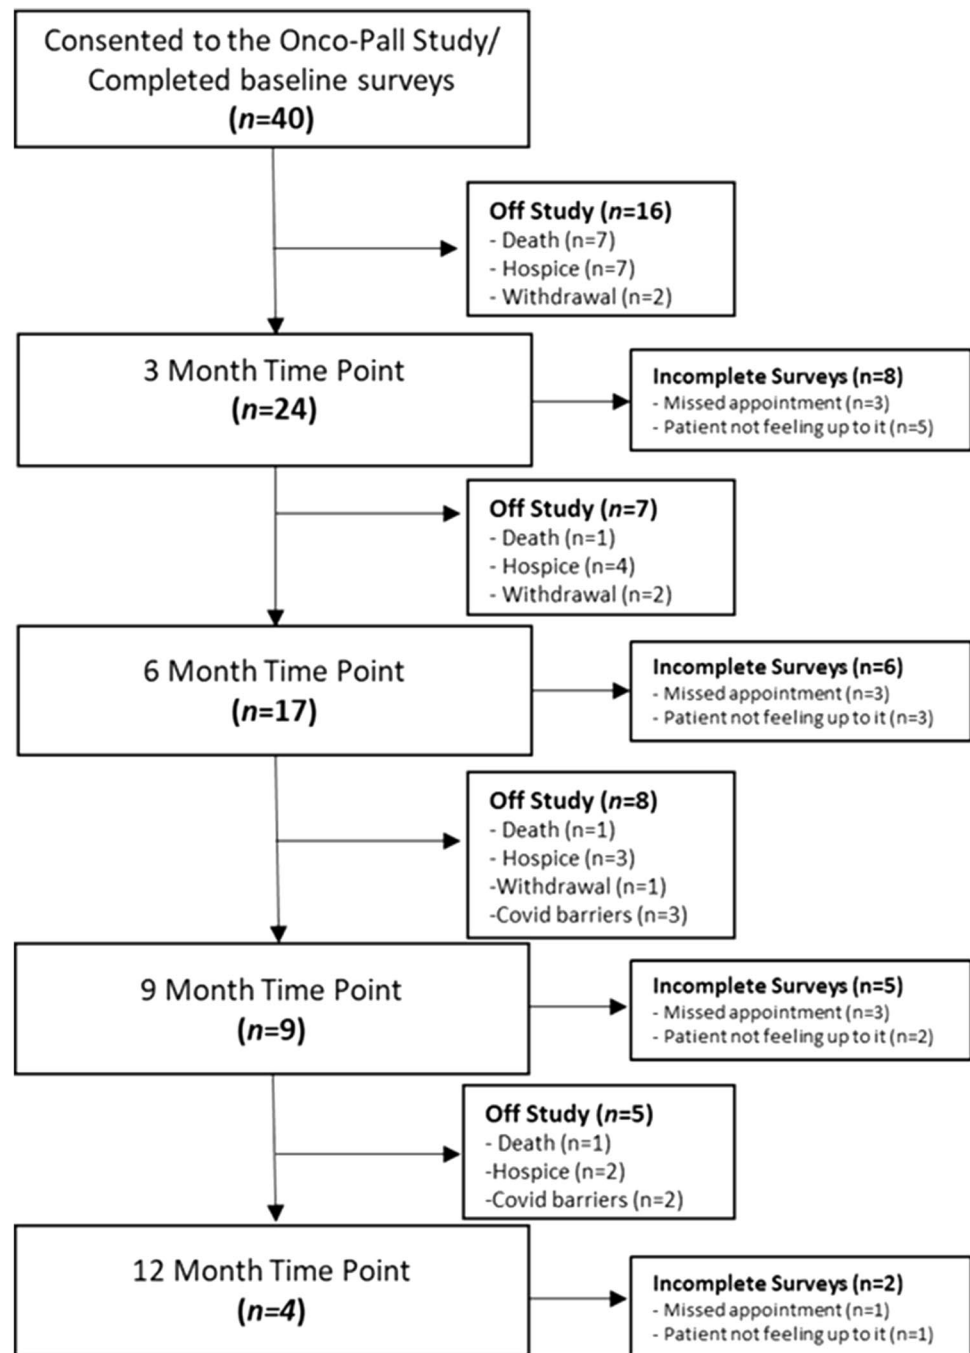 Consented to the Onco-Pall Study/
Completed baseline surveys
(n=40)
Off Study (n=16)
- Death (n=7)
- Hospice (n=7)
- Withdrawal (n=2)
3 Month Time Point
(n=24)
Incomplete Surveys (n=8)
- Missed appointment (n=3)
- Patient not feeling up to it (n=5)
Off Study (n=7)
- Death (n=1)
- Hospice (n=4)
- Withdrawal (n=2)
6 Month Time Point
(n=17)
Incomplete Surveys (n=6)
- Missed appointment (n=3)
- Patient not feeling up to it (n=3)
Off Study (n=8)
- Death (n=1)
- Hospice (n=3)
-Withdrawal (n=1)
-Covid barriers (n=3)
9 Month Time Point
(n=9)
Incomplete Surveys (n=5)
- Missed appointment (n=3)
- Patient not feeling up to it (n=2)
Off Study (n=5)
- Death (n=1)
-Hospice (n=2)
-Covid barriers (n=2)
12 Month Time Point
(n=4)
Incomplete Surveys (n=2)
- Missed appointment (n=1)
- Patient not feeling up to it (n=1)